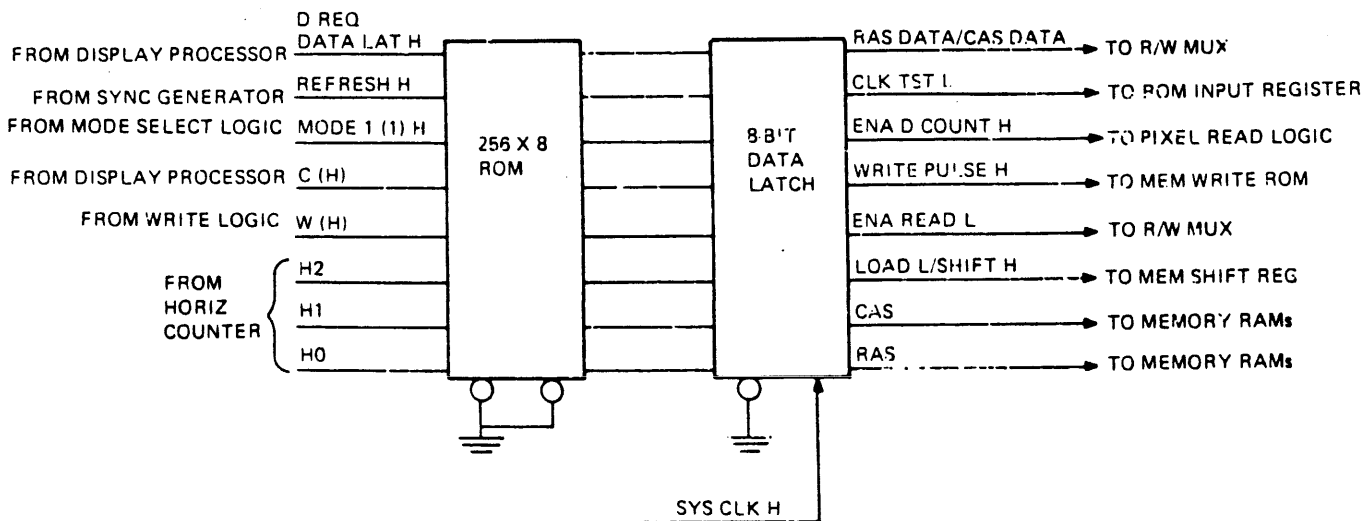 D REQ
DATA LAT H
FROM DISPLAY PROCESSOR
REFRESH H
FROM SYNC GENERATOR
MODE 1 (1) H
FROM MODE SELECT LOGIC
C (H)
FROM DISPLAY PROCESSOR
W (H)
FROM WRITE LOGIC
H2
H1
H0
FROM
HORIZ
COUNTER
256 X 8
ROM
8-BIT
DATA
LATCH
RAS DATA/CAS DATA
TO R/W MUX
CLK TST L
TO ROM INPUT REGISTER
ENA D COUNT H
TO PIXEL READ LOGIC
WRITE PULSE H
TO MEM WRITE ROM
ENA READ L
TO R/W MUX
LOAD L/SHIFT H
TO MEM SHIFT REG
CAS
TO MEMORY RAMs
RAS
TO MEMORY RAMs
SYS CLK H